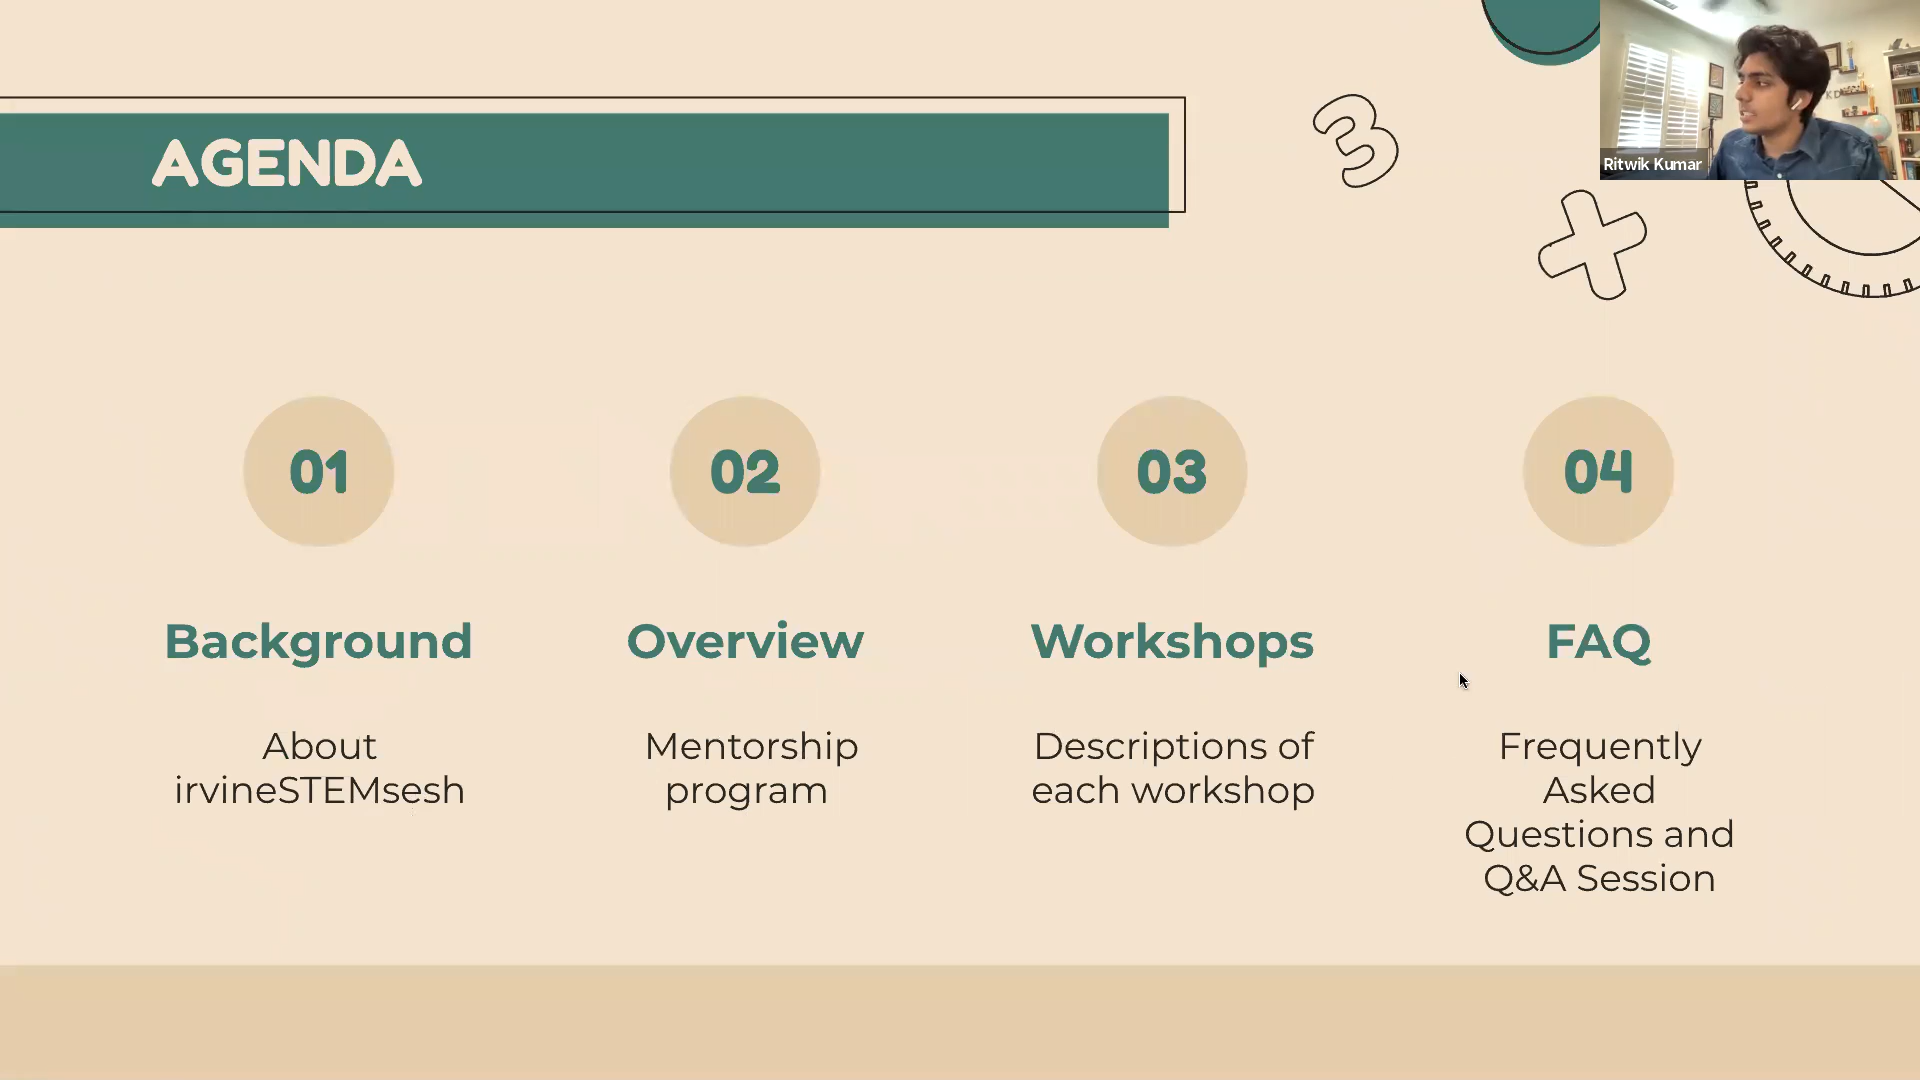 AGENDA
3
Ritwik Kumar
01
02
03
04
Background
Overview
Workshops
FAQ
About
irvineSTEMsesh
Mentorship
program
Descriptions of
each workshop
Frequently
Asked
Questions and
Q&A Session